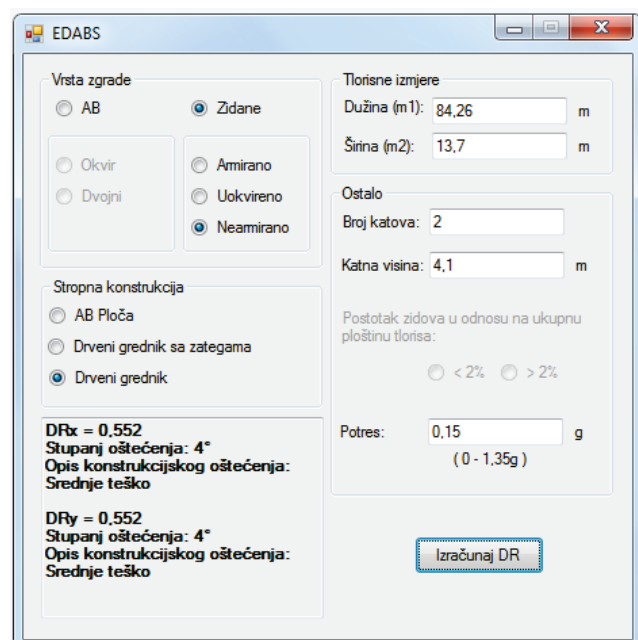 EDABS
Vrsta zgrade
AB
Zidane
Okvir
Dvojni
Armirano
Uokvireno
Nearmirano
Stropna konstrukcija
AB Ploča
Drveni grednik sa zategama
Drveni grednik
DRx = 0,552
Stupanj oštećenja: 4°
Opis konstrukcijskog oštećenja:
Srednje teško
DRy = 0,552
Stupanj oštećenja: 4°
Opis konstrukcijskog oštećenja:
Srednje teško
Tlorisne izmjere
Dužina (m1): 84,26 m
Širina (m2): 13,7 m
Ostalo
Broj katova: 2
Katna visina: 4,1 m
Postotak zidova u odnosu na ukupnu
ploštinu tlorisa:
< 2% > 2%
Potres: 0,15 g
( 0 - 1,35g )
Izračunaj DR